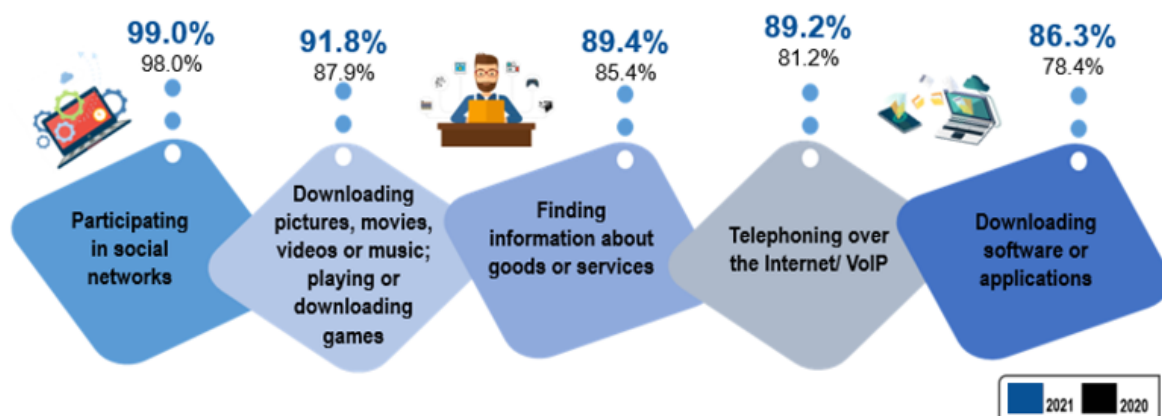 99.0%
98.0%
91.8%
87.9%
89.4%
85.4%
89.2%
81.2%
86.3%
78.4%
Participating
in social
networks
Downloading
pictures, movies,
videos or music;
playing or
downloading
games
Finding
information about
goods or services
Telephoning over
the Internet/ VoIP
Downloading
software or
applications
2021 2020